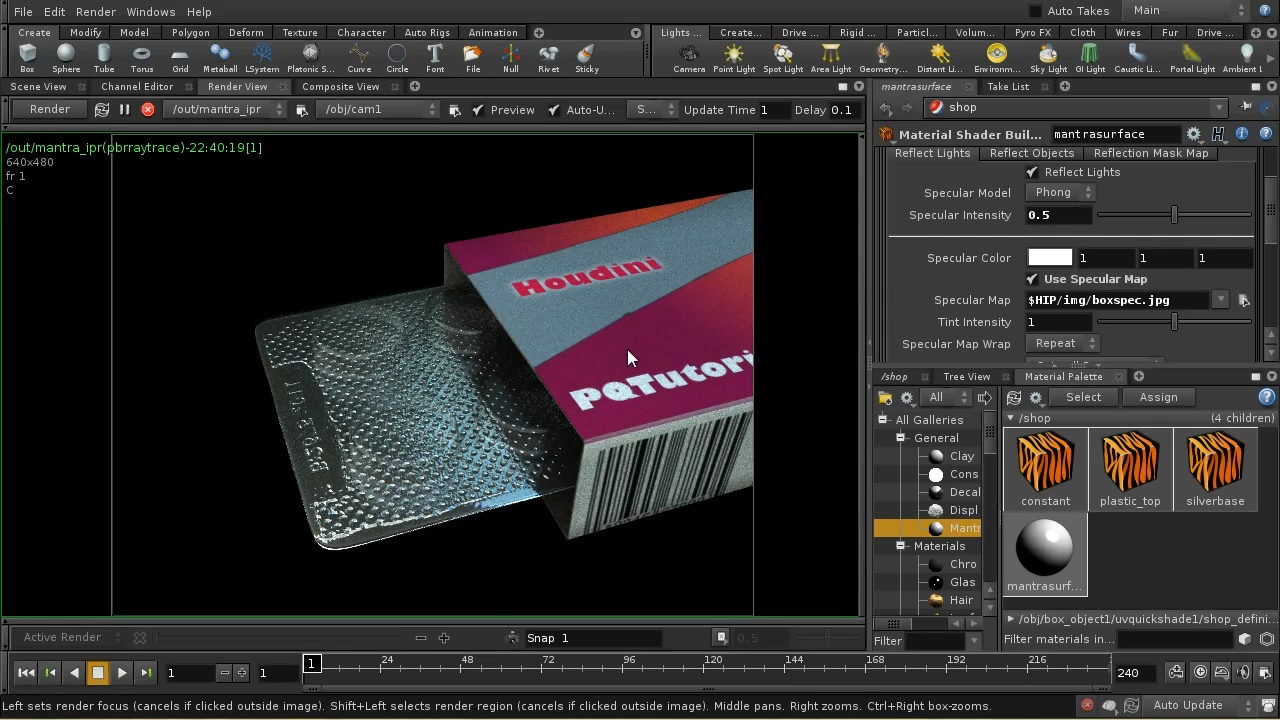 File Edit Render Windows Help Auto Takes Main
Create Modify Model Polygon Deform Texture Character Auto Rigs Animation Lights ... Create... Drive ... Rigid ... Particl... Volum... Pyro FX Cloth Wires Fur Drive ...
Box Sphere Tube Torus Grid Metaball LSystem Platonic S... Curve Circle Font File Null Rivet Sticky Camera Point Light Spot Light Area Light Geometry... Distant Li... Environm... Sky Light GI Light Caustic Li... Portal Light Ambient l
Scene View Channel Editor Render View Composite View
Render /out/mantra_ipr /obj/cam1 Preview Auto-U... S... Update Time 1 Delay 0.1
/out/mantra_ipr(pbrraytrace)-22:40:19[1]
640x480
fr 1
C
Houdini
PQTutori
mantrasurface Take List
shop
Material Shader Buil... mantrasurface
Reflect Lights Reflect Objects Reflection Mask Map
Reflect Lights
Specular Model Phong
Specular Intensity 0.5
Specular Color 1 1 1
Use Specular Map
Specular Map $HIP/img/boxspec.jpg
Tint Intensity 1
Specular Map Wrap Repeat
/shop Tree View Material Palette
All Select Assign
All Galleries
General
Clay
Cons
Decal
Displ
Mantr
Materials
Chro
Glas
Hair
Filter
/shop (4 children)
constant plastic_top silverbase
mantrasurf...
/obj/box_object1/uvquickshade1/shop_defini...
Filter materials in...
Active Render Snap 1 0.5
1 1 1 24 48 72 96 120 144 168 192 216 240
Left sets render focus (cancels if clicked outside image). Shift+Left selects render region (cancels if clicked outside image). Middle pans. Right zooms. Ctrl+Right box-zooms. Auto Update